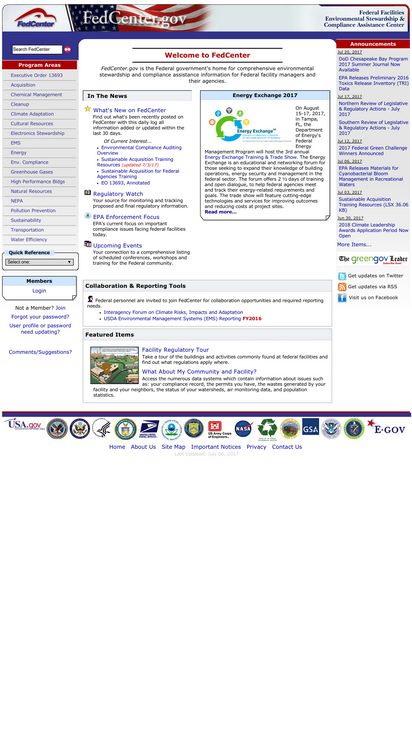 FedCenter
FedCenter.gov
Federal Facilities
Environmental Stewardship &
Compliance Assistance Center
Search FedCenter
GO
Program Areas
Executive Order 13693
Acquisition
Chemical Management
Cleanup
Climate Adaptation
Cultural Resources
Electronics Stewardship
EMS
Energy
Env. Compliance
Greenhouse Gases
High Performance Bldgs
Natural Resources
NEPA
Pollution Prevention
Sustainability
Transportation
Water Efficiency
Quick Reference
Select one:
Members
Login
Not a Member? Join
Forgot your password?
User profile or password
need updating?
Comments/Suggestions?
Welcome to FedCenter
FedCenter.gov is the Federal government's home for comprehensive environmental
stewardship and compliance assistance information for Federal facility managers and
their agencies.
In The News
What's New on FedCenter
Find out what's been recently posted on
FedCenter with this daily log all
information added or updated within the
last 30 days.
Of Current Interest...
• Environmental Compliance Auditing
Overview
• Sustainable Acquisition Training
Resources (updated 7/3/17)
• Sustainable Acquisition for Federal
Agencies Training
• EO 13693, Annotated
Regulatory Watch
Your source for monitoring and tracking
proposed and final regulatory information.
EPA Enforcement Focus
EPA's current focus on important
compliance issues facing federal facilities
today.
Upcoming Events
Your connection to a comprehensive listing
of scheduled conferences, workshops and
training for the Federal community.
Energy Exchange 2017
Energy Exchange
On August
15-17, 2017,
in Tampa,
FL, the
Department of
Energy's
Federal
Energy
Management Program will host the 3rd annual
Energy Exchange Training & Trade Show. The Energy
Exchange is an educational and networking forum for
those seeking to expand their knowledge of building
operations, energy security and management in the
federal sector. The forum offers 2 ½ days of training
and open dialogue, to help federal agencies meet
and track their energy-related requirements and
goals. The trade show will feature cutting-edge
technologies and services for improving outcomes
and reducing costs at project sites.
Read more...
Collaboration & Reporting Tools
Federal personnel are invited to join FedCenter for collaboration opportunities and required reporting
needs.
• Interagency Forum on Climate Risks, Impacts and Adaptation
• USDA Environmental Management Systems (EMS) Reporting FY2016
Featured Items
Facility Regulatory Tour
Take a tour of the buildings and activities commonly found at federal facilities and
find out what regulations apply where.
What About My Community and Facility?
Access the numerous data systems which contain information about issues such
as: your compliance record, the permits you have, the wastes generated by your
facility and your neighbors, the status of your watersheds, air monitoring data, and population
statistics.
Announcements
Jul 20, 2017
DoD Chesapeake Bay Program
2017 Summer Journal Now
Available
EPA Releases Preliminary 2016
Toxics Release Inventory (TRI)
Data
Jul 17, 2017
Northern Review of Legislative
& Regulatory Actions - July
2017
Southern Review of Legislative
& Regulatory Actions - July
2017
Jul 12, 2017
2017 Federal Green Challenge
Winners Announced
Jul 06, 2017
EPA Releases Materials for
Cyanobacterial Bloom
Management in Recreational
Waters
Jul 03, 2017
Sustainable Acquisition
Training Resources (LSX 36.06
KB)
Jun 30, 2017
2018 Climate Leadership
Awards Application Period Now
Open
More Items...
The greengov Leader
Get updates on Twitter
Get updates via RSS
Visit us on Facebook
USA.gov
US Army Corps
of Engineers
NASA
GSA
E-GOV
Home About Us Site Map Important Notices Privacy Contact Us